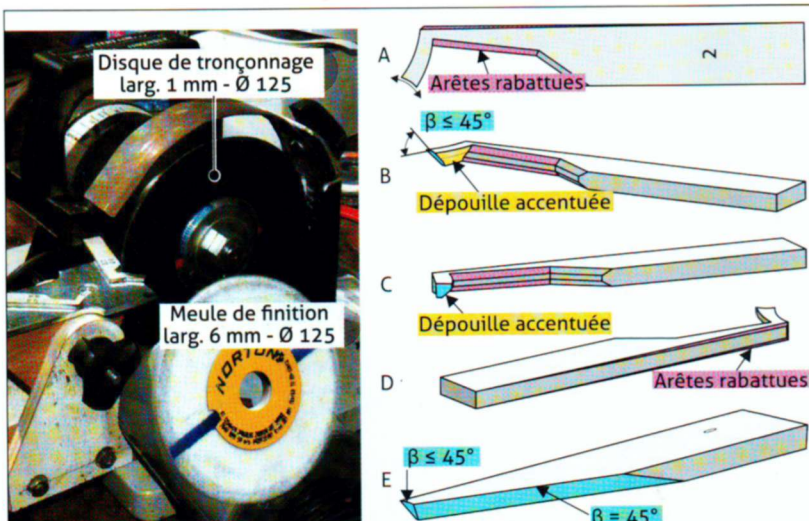 Disque de tronçonnage
larg. 1 mm - Ø 125
Meule de finition
larg. 6 mm - Ø 125
NORTON
A
2
Arêtes rabattues
β ≤ 45°
B
Dépouille accentuée
C
Dépouille accentuée
D
Arêtes rabattues
E
β ≤ 45°
β = 45°